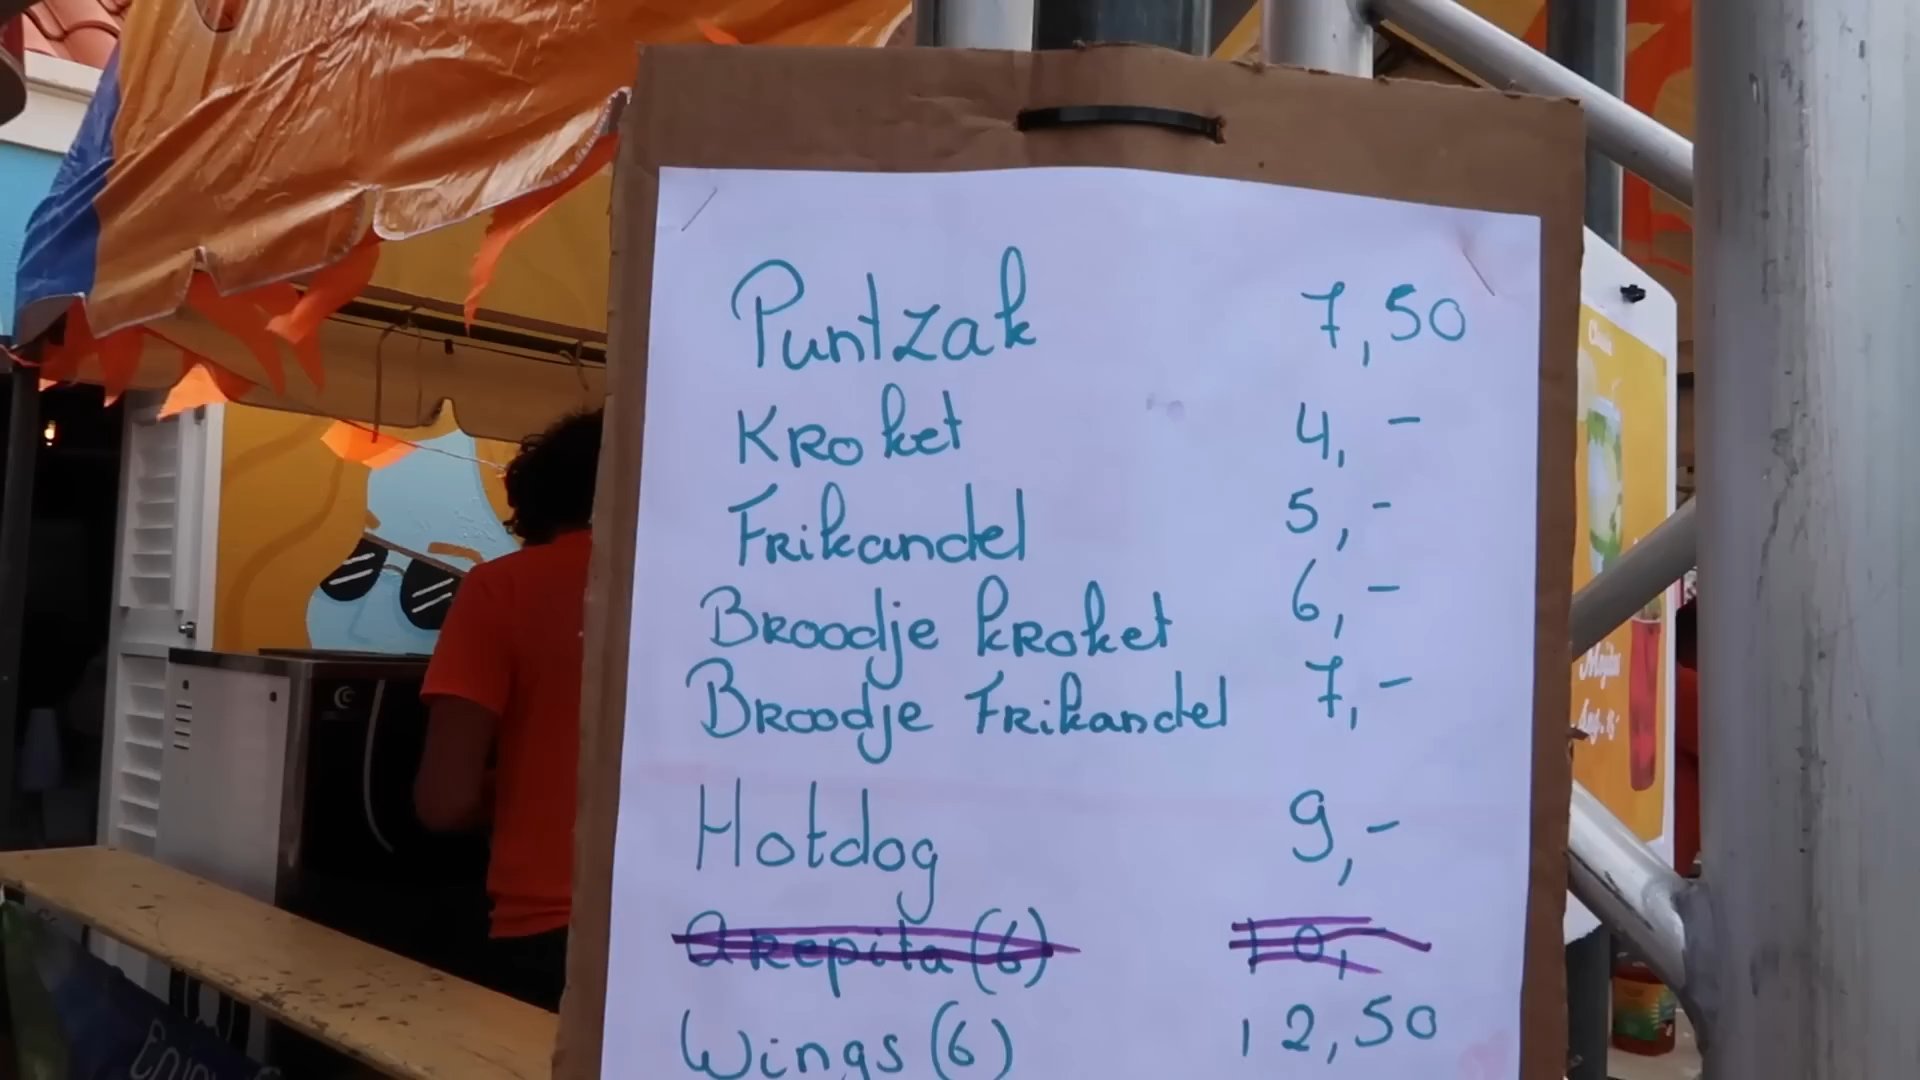 Puntzak 7,50
Kroket 4,-
Frikandel 5,-
Broodje kroket 6,-
Broodje Frikandel 7,-
Hotdog 9,-
Arepita (6) 10,-
Wings (6) 12,50
Mojitos